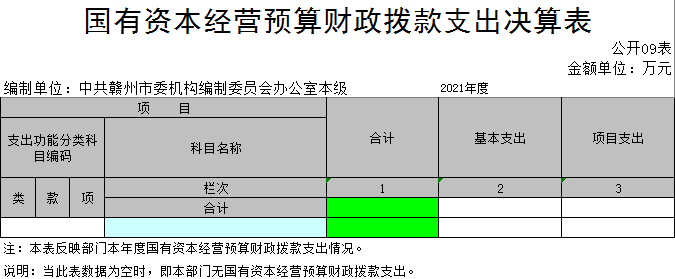 国有资本经营预算财政拨款支出决算表
公开09表
金额单位：万元
编制单位：中共赣州市委机构编制委员会办公室本级 2021年度
项 目
支出功能分类科目编码 科目名称 合计 基本支出 项目支出
类 款 项 栏次 1 2 3
合计
注：本表反映部门本年度国有资本经营预算财政拨款支出情况。
说明：当此表数据为空时，即本部门无国有资本经营预算财政拨款支出。